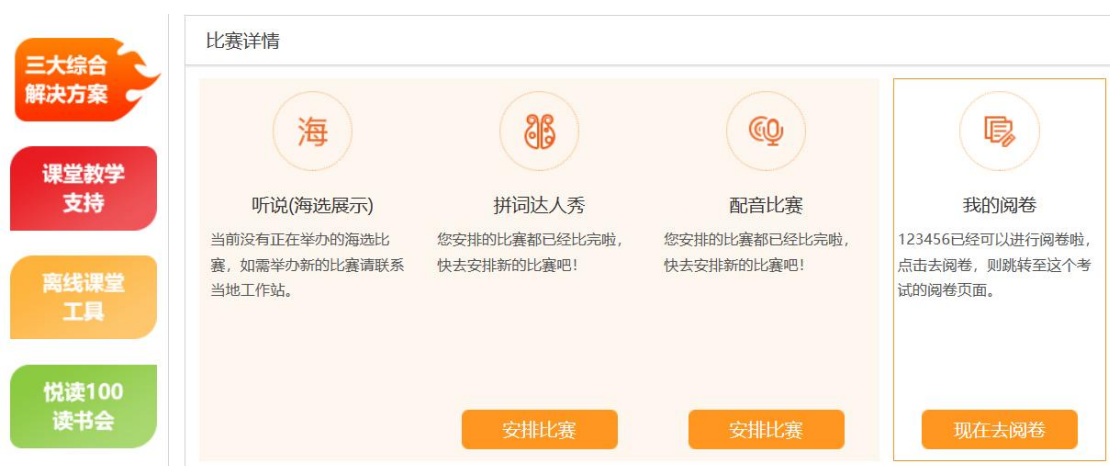 三大综合
解决方案
课堂教学
支持
离线课堂
工具
悦读100
读书会
比赛详情
海
听说(海选展示)
当前没有正在举办的海选比
赛，如需举办新的比赛请联系
当地工作站。
拼词达人秀
您安排的比赛都已经比完啦，
快去安排新的比赛吧！
安排比赛
配音比赛
您安排的比赛都已经比完啦，
快去安排新的比赛吧！
安排比赛
我的阅卷
123456已经可以进行阅卷啦，
点击去阅卷，则跳转至这个考
试的阅卷页面。
现在去阅卷